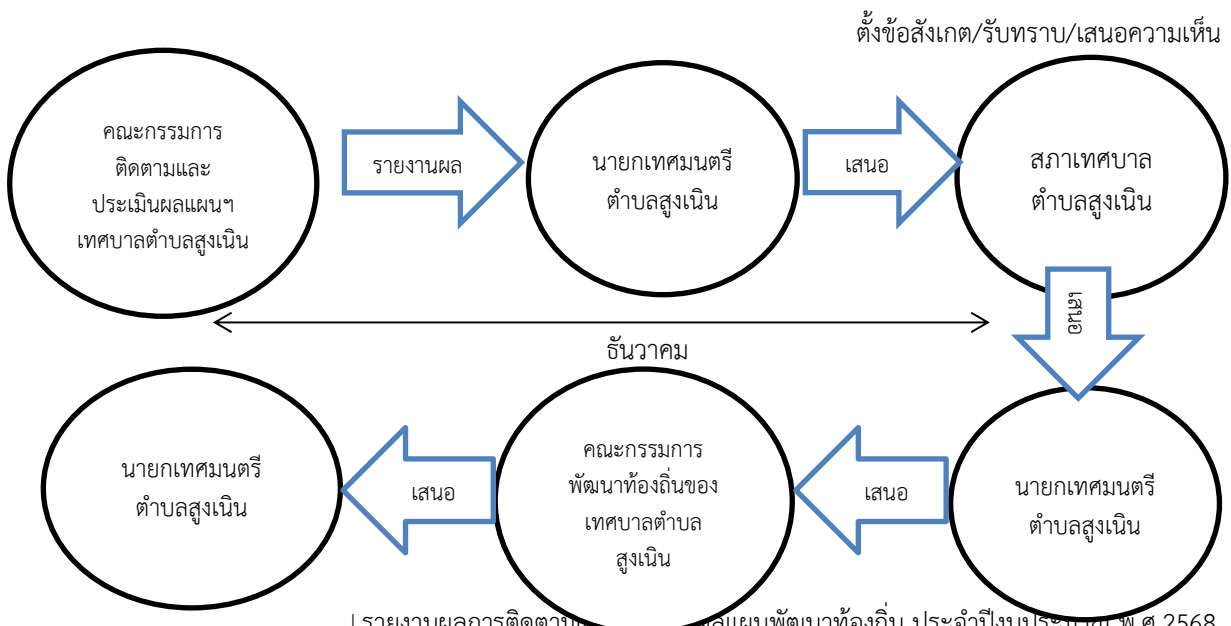 ตั้งข้อสังเกต/รับทราบ/เสนอความเห็น
คณะกรรมการ
ติดตามและ
ประเมินผลแผนฯ
เทศบาลตำบลสูงเนิน
รายงานผล
นายกเทศมนตรี
ตำบลสูงเนิน
เสนอ
สภาเทศบาล
ตำบลสูงเนิน
เสนอ
ธันวาคม
นายกเทศมนตรี
ตำบลสูงเนิน
เสนอ
คณะกรรมการ
พัฒนาท้องถิ่นของ
เทศบาลตำบล
สูงเนิน
เสนอ
นายกเทศมนตรี
ตำบลสูงเนิน
| รายงานผลการติดตาม แผนพัฒนาท้องถิ่น ประจำปีงบประมาณ พ.ศ.2568